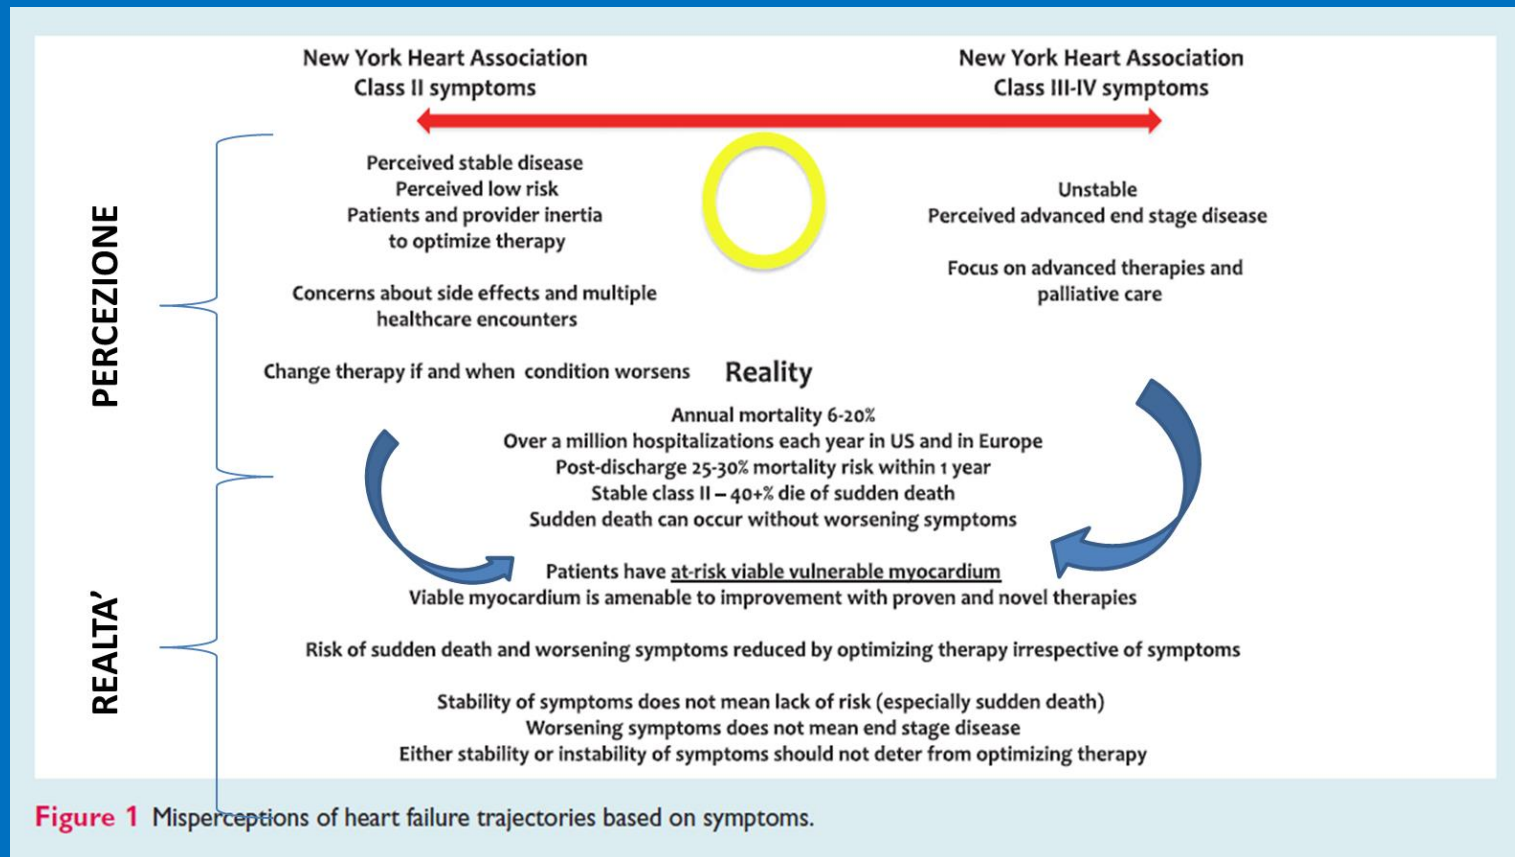 New York Heart Association
Class II symptoms
New York Heart Association
Class III-IV symptoms
PERCEZIONE
Perceived stable disease
Perceived low risk
Patients and provider inertia
to optimize therapy
Concerns about side effects and multiple
healthcare encounters
Change therapy if and when condition worsens
Unstable
Perceived advanced end stage disease
Focus on advanced therapies and
palliative care
REALTA’
Reality
Annual mortality 6-20%
Over a million hospitalizations each year in US and in Europe
Post-discharge 25-30% mortality risk within 1 year
Stable class II – 40+% die of sudden death
Sudden death can occur without worsening symptoms
Patients have at-risk viable vulnerable myocardium
Viable myocardium is amenable to improvement with proven and novel therapies
Risk of sudden death and worsening symptoms reduced by optimizing therapy irrespective of symptoms
Stability of symptoms does not mean lack of risk (especially sudden death)
Worsening symptoms does not mean end stage disease
Either stability or instability of symptoms should not deter from optimizing therapy
Figure 1 Misperceptions of heart failure trajectories based on symptoms.